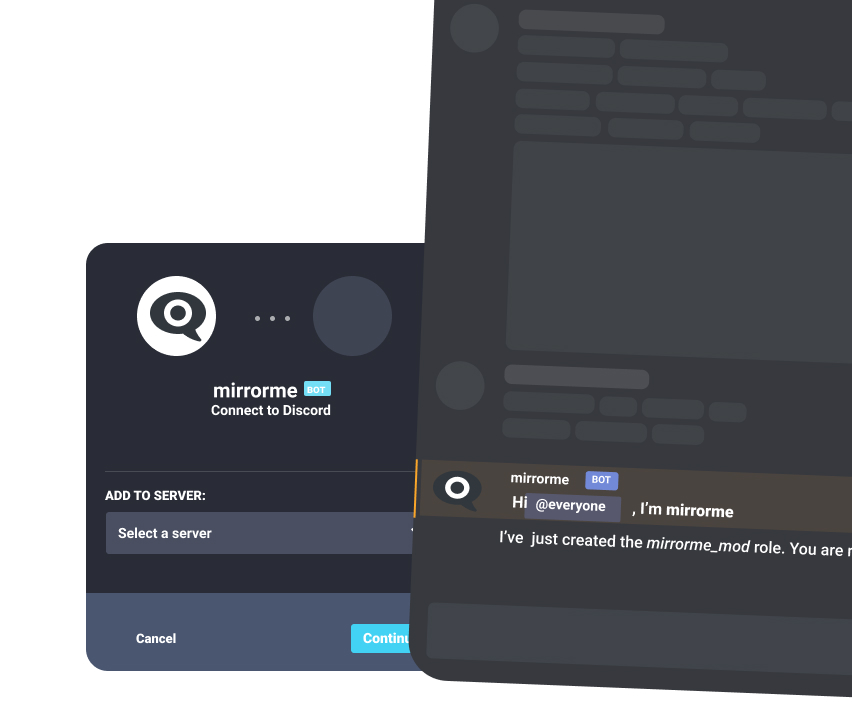 mirrorme BOT
Connect to Discord
ADD TO SERVER:
Select a server
Cancel
Continu
mirrorme BOT
Hi @everyone , I’m mirrorme
I’ve just created the mirrorme_mod role. You are